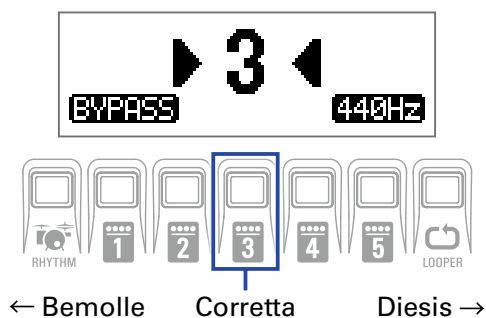 3
BYPASS 440Hz
1 2 3 4 5
RHYTHM LOOPER
← Bemolle Corretta Diesis →